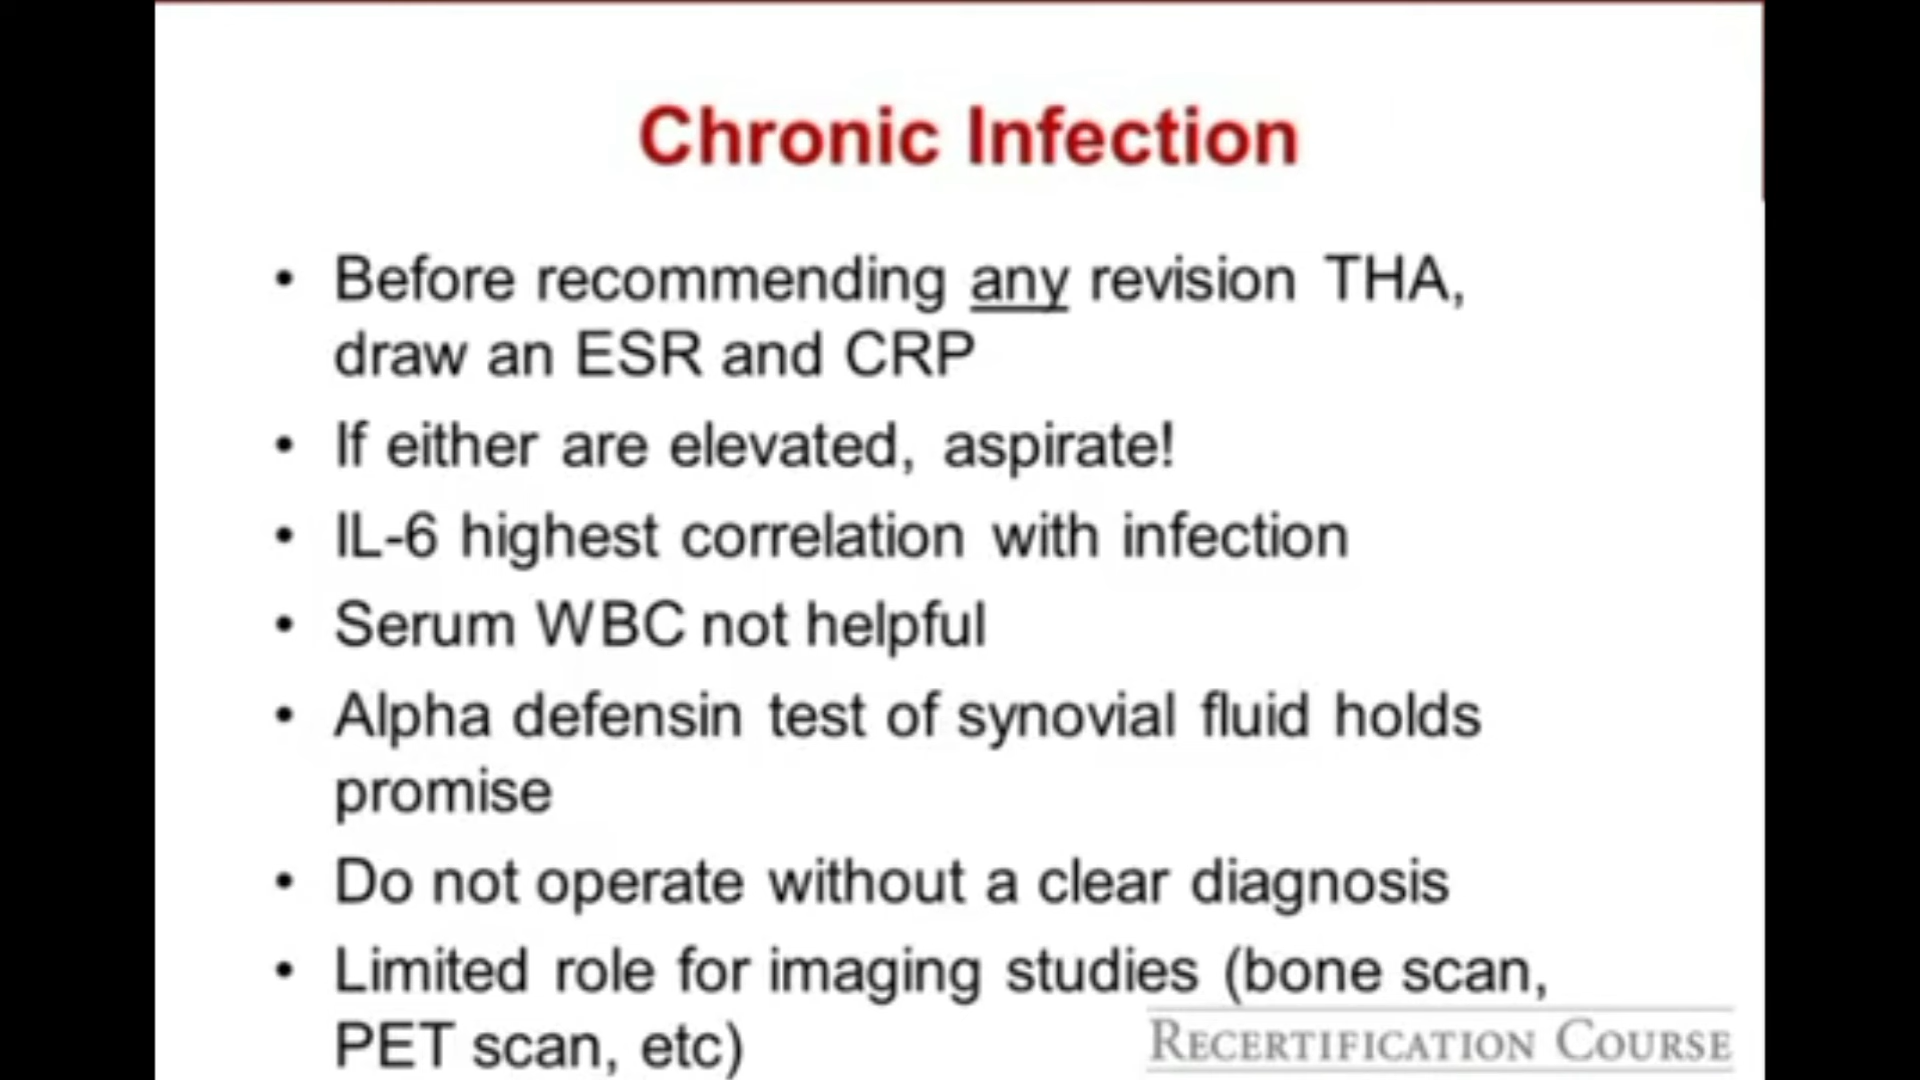 Chronic Infection
• Before recommending any revision THA,
draw an ESR and CRP
• If either are elevated, aspirate!
• IL-6 highest correlation with infection
• Serum WBC not helpful
• Alpha defensin test of synovial fluid holds
promise
• Do not operate without a clear diagnosis
• Limited role for imaging studies (bone scan,
PET scan, etc)
RECERTIFICATION COURSE